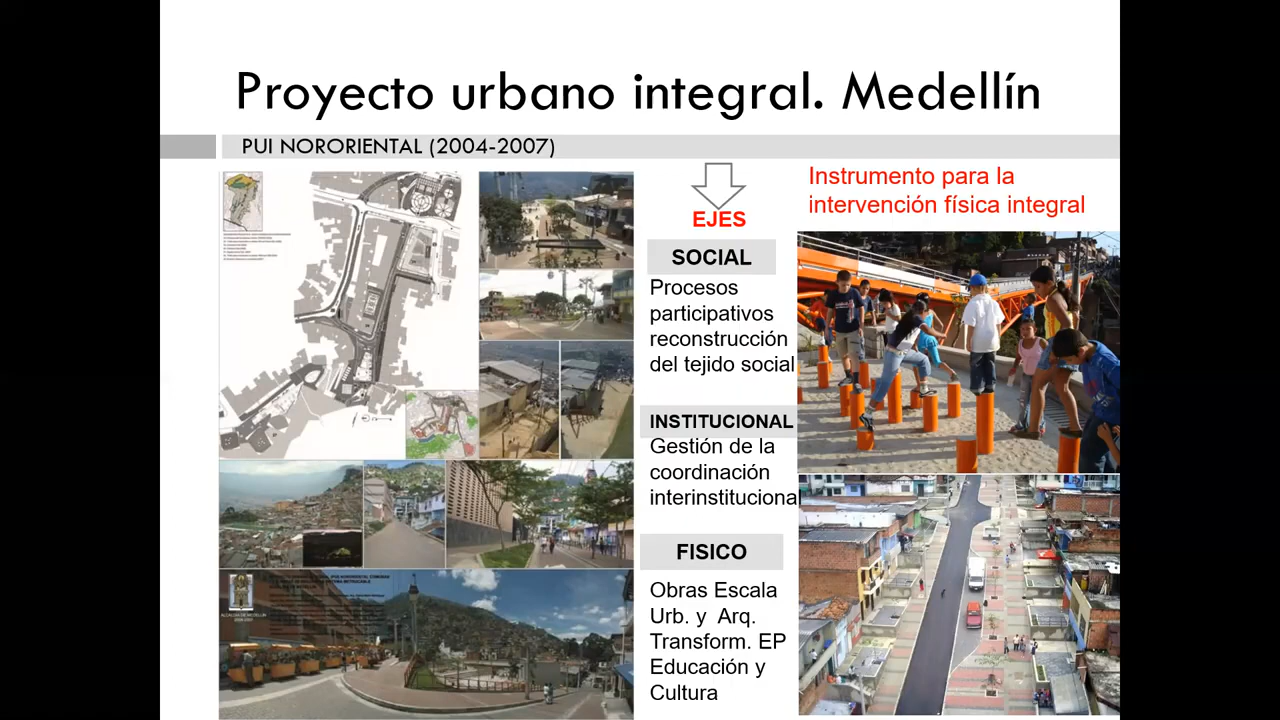 Proyecto urbano integral. Medellín
PUI NORORIENTAL (2004-2007)
EJES
SOCIAL
Procesos
participativos
reconstrucción
del tejido social
INSTITUCIONAL
Gestión de la
coordinación
interinstitucional
FISICO
Obras Escala
Urb. y Arq.
Transform. EP
Educación y
Cultura
Instrumento para la
intervención física integral